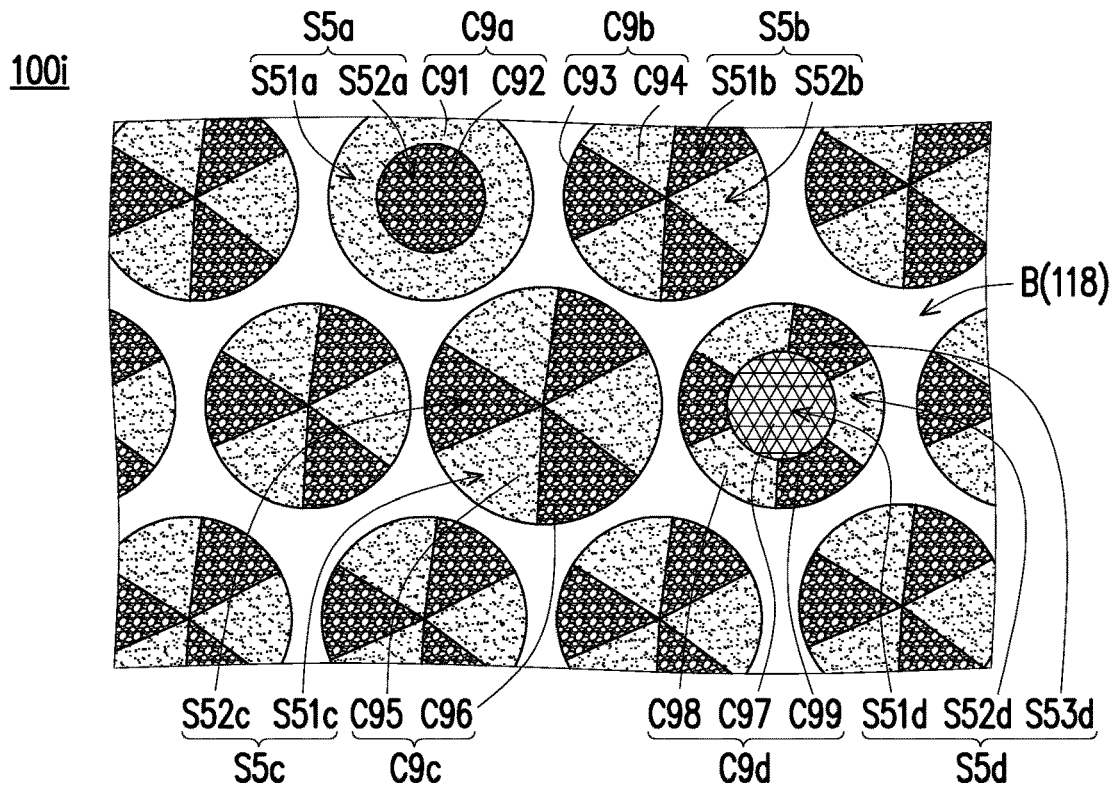 S5a C9a C9b S5b
100i
S51a S52a C91 C92 C93 C94 S51b S52b
B(118)
S52c S51c C95 C96 C98 C97 C99 S51d S52d S53d
S5c C9c C9d S5d